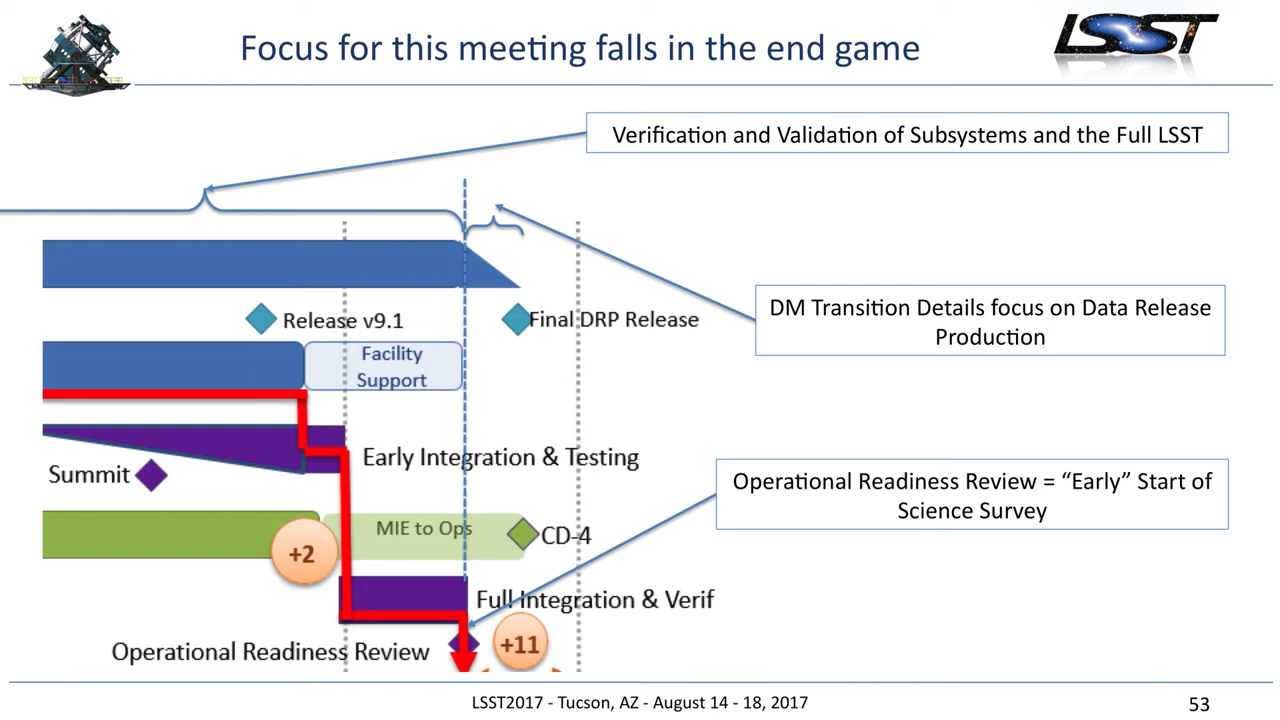 Focus for this meeting falls in the end game
LSST
Verification and Validation of Subsystems and the Full LSST
DM Transition Details focus on Data Release
Production
Release v9.1
Final DRP Release
Facility
Support
Early Integration & Testing
Summit
Operational Readiness Review = “Early” Start of
Science Survey
MIE to Ops
CD-4
+2
Full Integration & Verif
Operational Readiness Review
+11
LSST2017 - Tucson, AZ - August 14 - 18, 2017
53